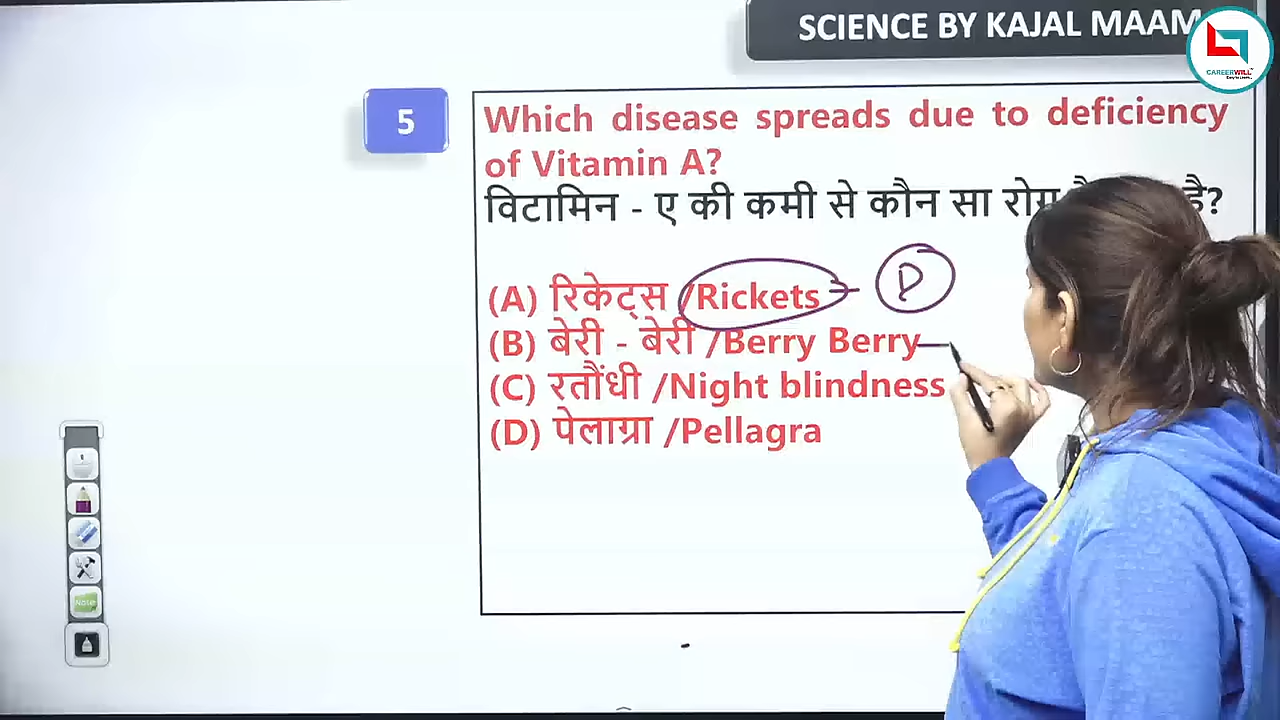 SCIENCE BY KAJAL MAAM
CAREERWILL
5
Which disease spreads due to deficiency
of Vitamin A?
विटामिन - ए की कमी से कौन सा रोग है?
(A) रिकेट्स /Rickets - D
(B) बेरी - बेरी /Berry Berry
(C) रतौंधी /Night blindness
(D) पेलाग्रा /Pellagra
Note